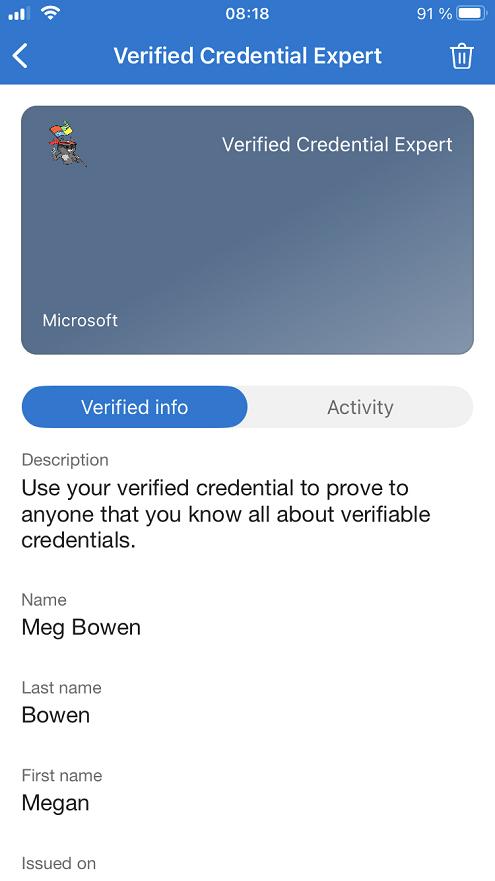 08:18
91 %
Verified Credential Expert
Verified Credential Expert
Microsoft
Verified info
Activity
Description
Use your verified credential to prove to
anyone that you know all about verifiable
credentials.
Name
Meg Bowen
Last name
Bowen
First name
Megan
Issued on